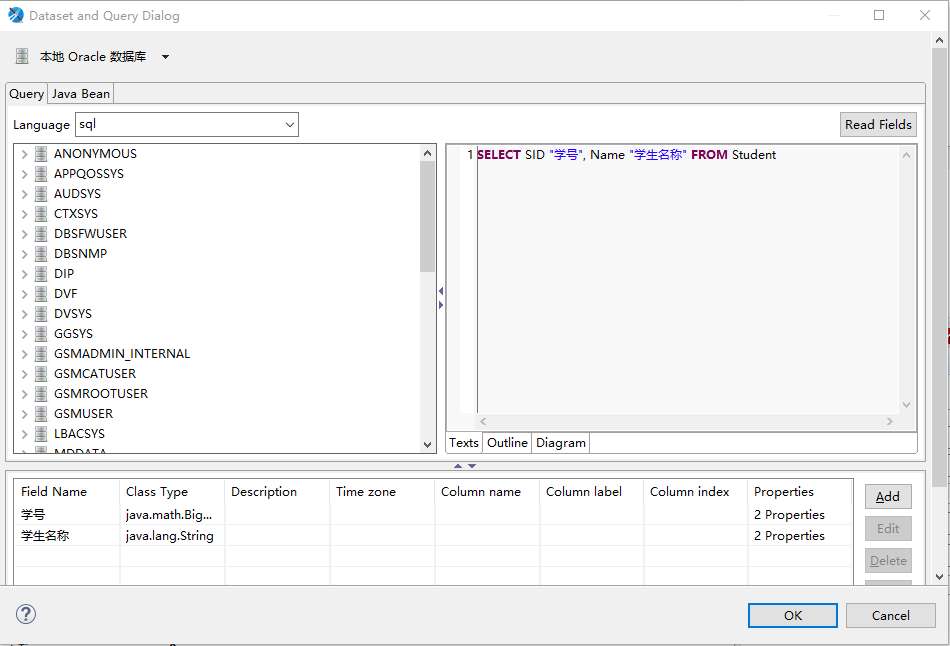 Dataset and Query Dialog
本地 Oracle 数据库
Query Java Bean
Language sql Read Fields
ANONYMOUS
APPQOSSYS
AUDSYS
CTXSYS
DBSFWUSER
DBSNMP
DIP
DVF
DVSYS
GGSYS
GSMADMIN_INTERNAL
GSMCATUSER
GSMROOTUSER
GSMUSER
LBACSYS
MDDATA
1 SELECT SID "学号", Name "学生名称" FROM Student
Texts Outline Diagram
Field Name Class Type Description Time zone Column name Column label Column index Properties
学号 java.math.Big... 2 Properties
学生名称 java.lang.String 2 Properties
Add
Edit
Delete
? OK Cancel